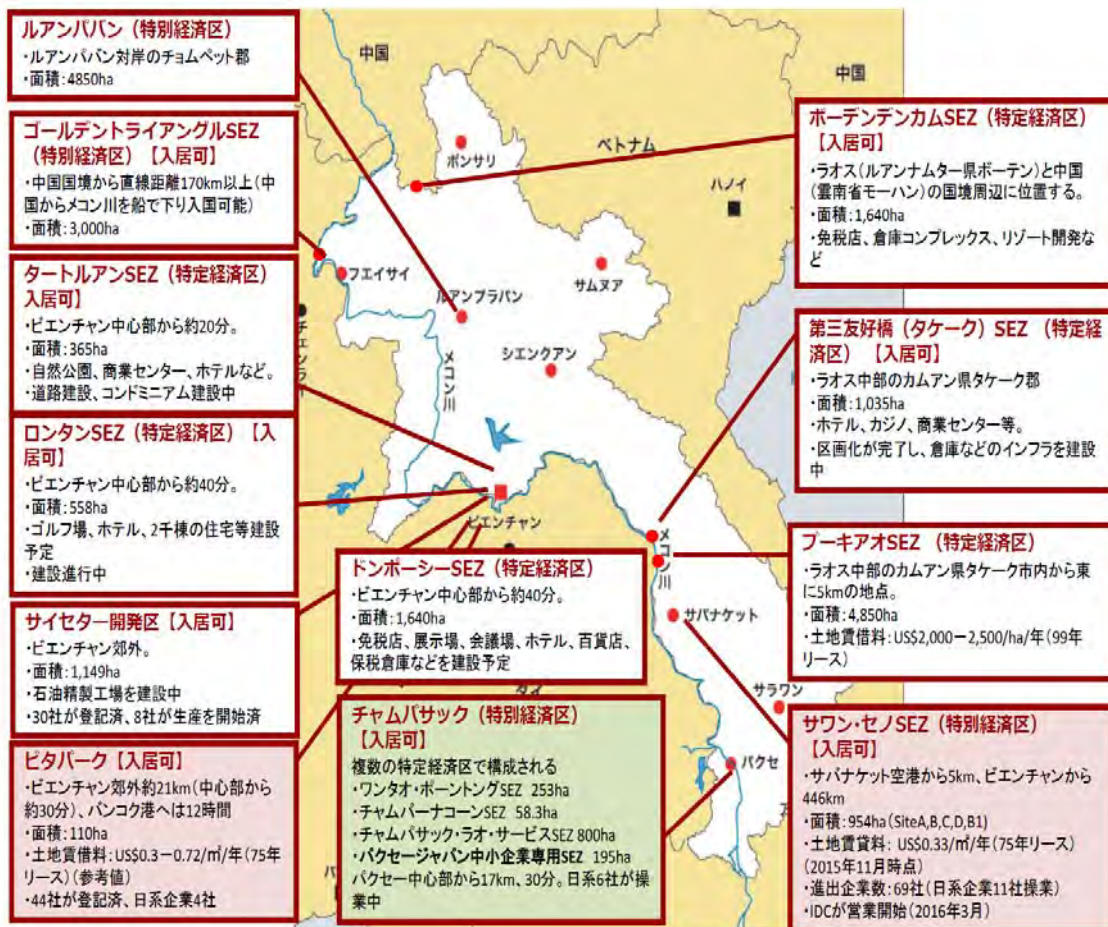 ルアンパバン（特別経済区）
・ルアンパバン対岸のチョムペット郡
・面積：4850ha
ゴールデントライアングルSEZ
（特別経済区）【入居可】
・中国国境から直線距離170km以上（中
国からメコン川を船で下り入国可能）
・面積：3,000ha
タートルアンSEZ（特定経済区）
入居可】
・ビエンチャン中心部から約20分。
・面積：365ha
・自然公園、商業センター、ホテルなど。
・道路建設、コンドミニアム建設中
ロンタンSEZ（特定経済区）【入
居可】
・ビエンチャン中心部から約40分。
・面積：558ha
・ゴルフ場、ホテル、2千棟の住宅等建設
予定
・建設進行中
サイセター開発区【入居可】
・ビエンチャン郊外。
・面積：1,149ha
・石油精製工場を建設中
・30社が登記済、8社が生産を開始済
ビタパーク【入居可】
・ビエンチャン郊外約21km（中心部から
約30分）、バンコク港へは12時間
・面積：110ha
・土地賃借料：US$0.3－0.72/㎡/年（75年
リース）（参考値）
・44社が登記済、日系企業4社
中国
中国
ベトナム
ハノイ
ポンサリ
フエイサイ
サムヌア
ルアンプラバン
シエンクアン
チェンラー
メコン川
ビエンチャン
メコン川
サバナケット
サラワン
パクセ
タイ
ドンポーシーSEZ（特定経済区）
・ビエンチャン中心部から約40分。
・面積：1,640ha
・免税店、展示場、会議場、ホテル、百貨店、
保税倉庫などを建設予定
チャムパサック（特別経済区）
【入居可】
複数の特定経済区で構成される
・ワンタオ・ポーントングSEZ 253ha
・チャムパーナコーンSEZ 58.3ha
・チャムパサック・ラオ・サービスSEZ 800ha
・パクセージャパン中小企業専用SEZ 195ha
パクセー中心部から17km、30分。日系6社が操
業中
ボーデンデンカムSEZ（特定経済区）
【入居可】
・ラオス（ルアンナムター県ボーテン）と中国
（雲南省モーハン）の国境周辺に位置する。
・面積：1,640ha
・免税店、倉庫コンプレックス、リゾート開発な
ど
第三友好橋（タケーク）SEZ （特定経
済区） 【入居可】
・ラオス中部のカムアン県タケーク郡
・面積：1,035ha
・ホテル、カジノ、商業センター等。
・区画化が完了し、倉庫などのインフラを建設
中
プーキアオSEZ （特定経済区）
・ラオス中部のカムアン県タケーク市内から東
に5kmの地点。
・面積：4,850ha
・土地賃借料：US$2,000－2,500/ha/年（99年
リース）
サワン・セノSEZ（特別経済区）
【入居可】
・サバナケット空港から5km、ビエンチャンから
446km
・面積：954ha（SiteA,B,C,D,B1）
・土地賃貸料： US$0.33/㎡/年（75年リース）
（2015年11月時点）
・進出企業数：69社（日系企業11社操業）
・IDCが営業開始（2016年3月）